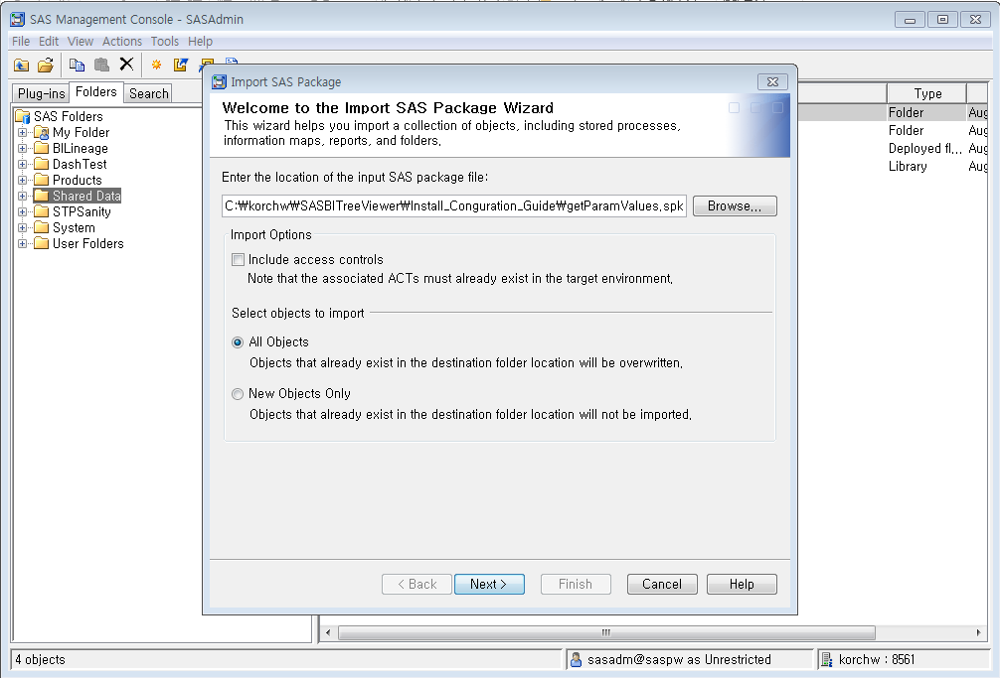 SAS Management Console - SASAdmin
File Edit View Actions Tools Help
Plug-ins Folders Search
SAS Folders
My Folder
BILineage
DashTest
Products
Shared Data
STPSanity
System
User Folders
Import SAS Package
Welcome to the Import SAS Package Wizard
This wizard helps you import a collection of objects, including stored processes,
information maps, reports, and folders.
Enter the location of the input SAS package file:
C:₩korchw₩SASBITreeViewer₩Install_Conguration_Guide₩getParamValues.spk Browse...
Import Options
Include access controls
Note that the associated ACTs must already exist in the target environment.
Select objects to import
All Objects
Objects that already exist in the destination folder location will be overwritten.
New Objects Only
Objects that already exist in the destination folder location will not be imported.
< Back Next > Finish Cancel Help
Type
Folder Aug
Folder Aug
Deployed fl... Aug
Library Aug
4 objects sasadm@saspw as Unrestricted korchw : 8561